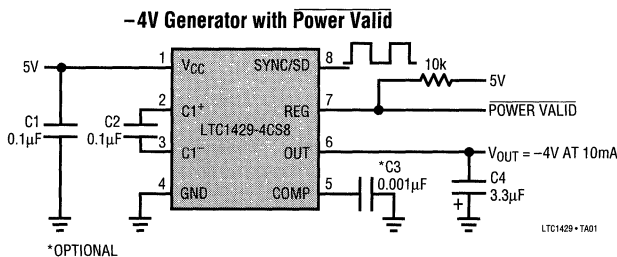 –4V Generator with Power Valid
5V
1
VCC
SYNC/SD
8
10k
5V
2
C1+
REG
7
POWER VALID
C1
0.1µF
C2
0.1µF
LTC1429-4CS8
3
C1–
OUT
6
VOUT = –4V AT 10mA
4
GND
COMP
5
*C3
0.001µF
C4
3.3µF
+
LTC1429 • TA01
*OPTIONAL